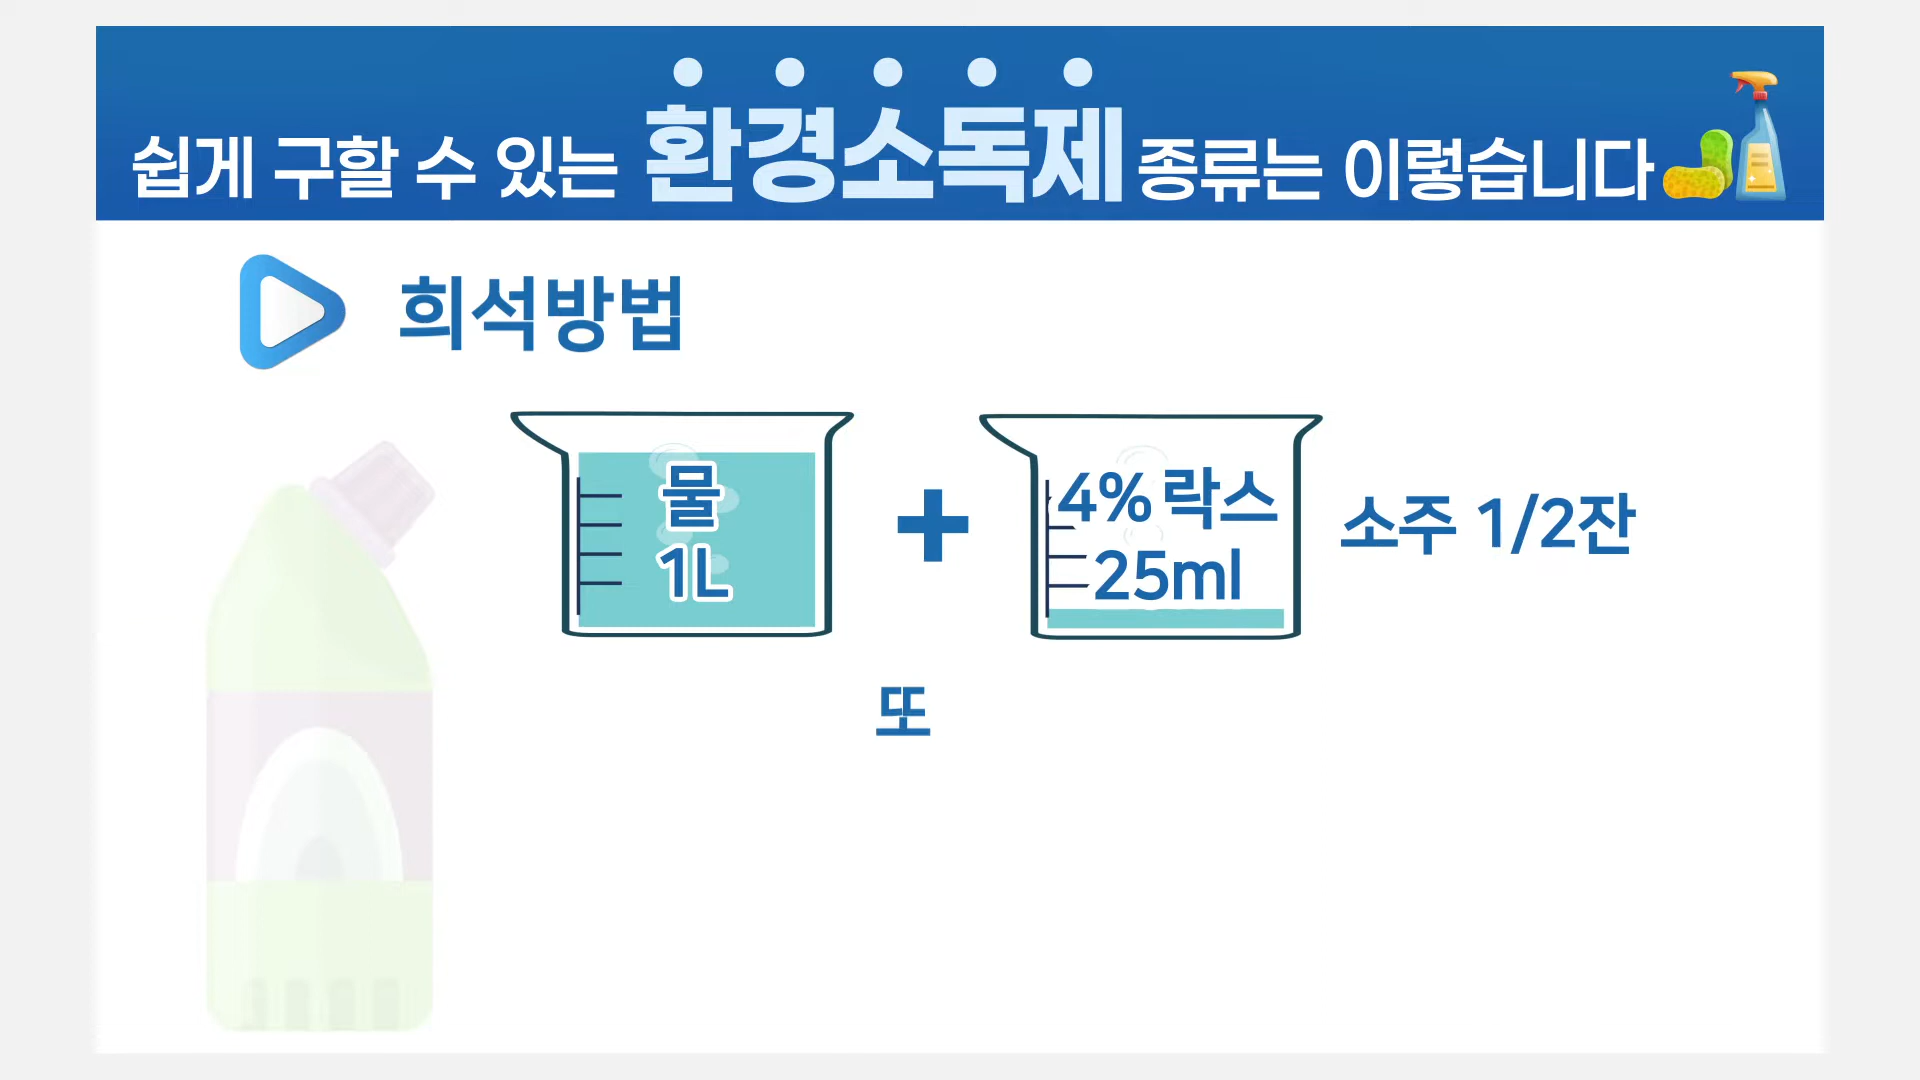 쉽게 구할 수 있는 환경소독제 종류는 이렇습니다
희석방법
물
1L
+
4% 락스
25ml
소주 1/2잔
또